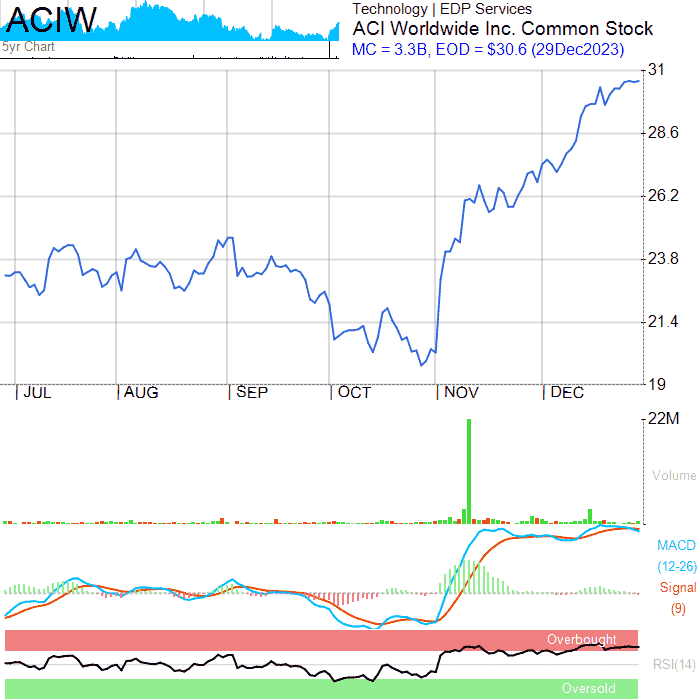 ACIW
5yr Chart
Technology | EDP Services
ACI Worldwide Inc. Common Stock
MC = 3.3B, EOD = $30.6 (29Dec2023)
31
28.6
26.2
23.8
21.4
19
JUL AUG SEP OCT NOV DEC
22M
Volume
MACD
(12-26)
Signal
(9)
Overbought
RSI(14)
Oversold